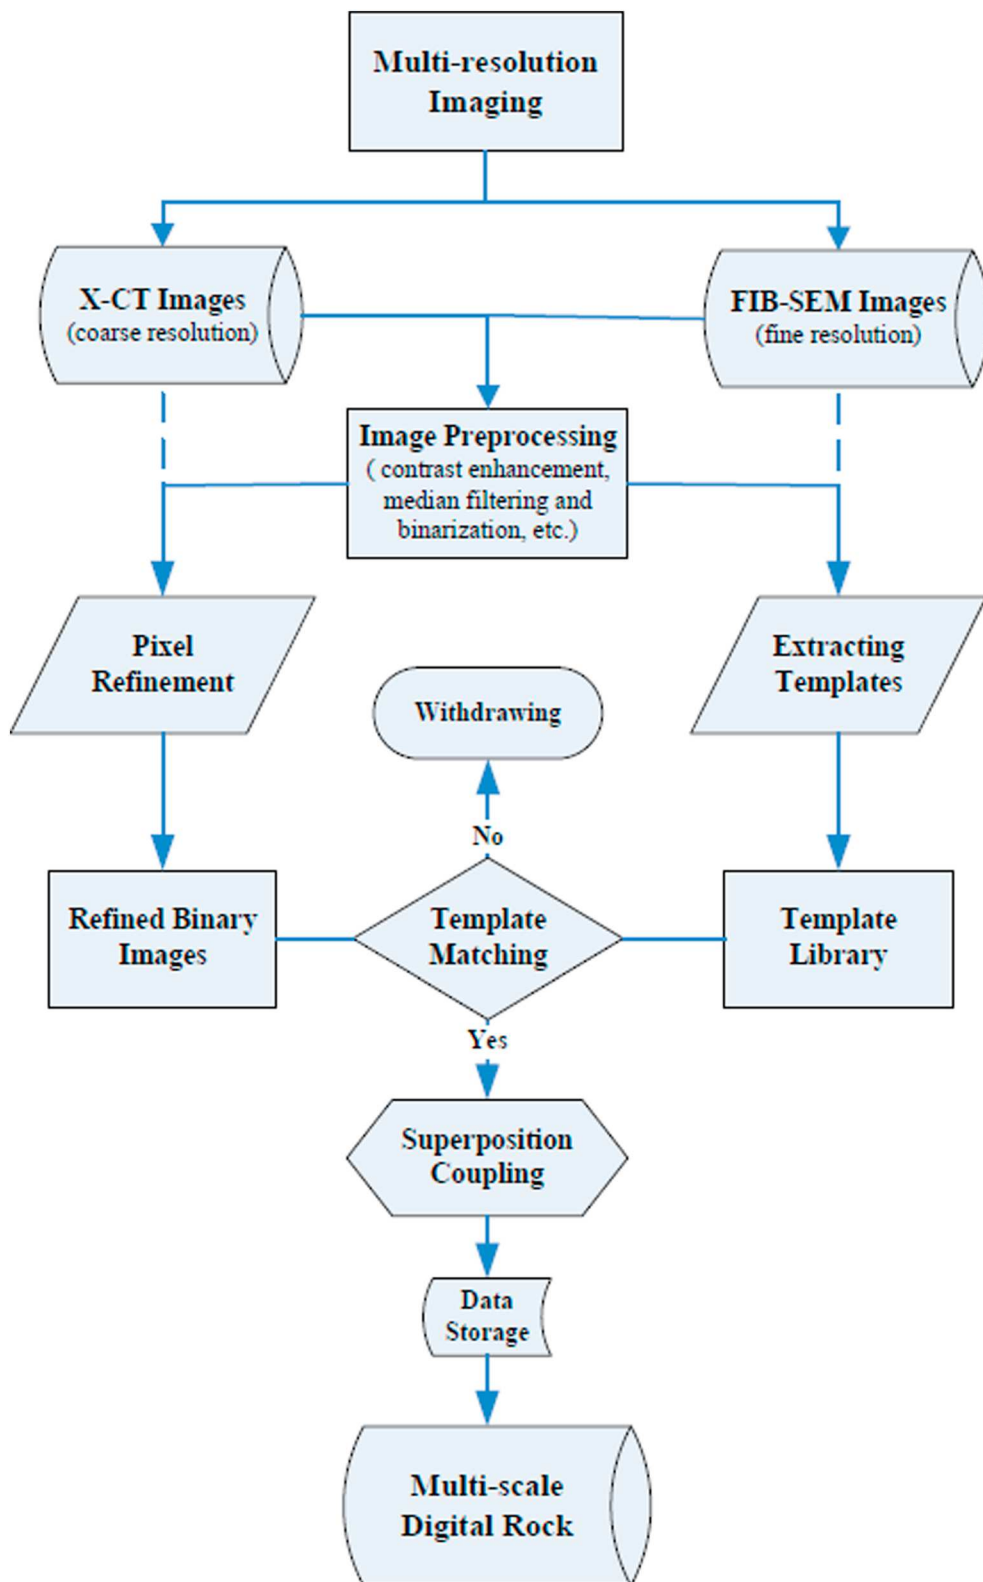 Multi-resolution
Imaging
X-CT Images
(coarse resolution)
FIB-SEM Images
(fine resolution)
Image Preprocessing
( contrast enhancement,
median filtering and
binarization, etc.)
Pixel
Refinement
Extracting
Templates
Withdrawing
No
Refined Binary
Images
Template
Matching
Template
Library
Yes
Superposition
Coupling
Data
Storage
Multi-scale
Digital Rock